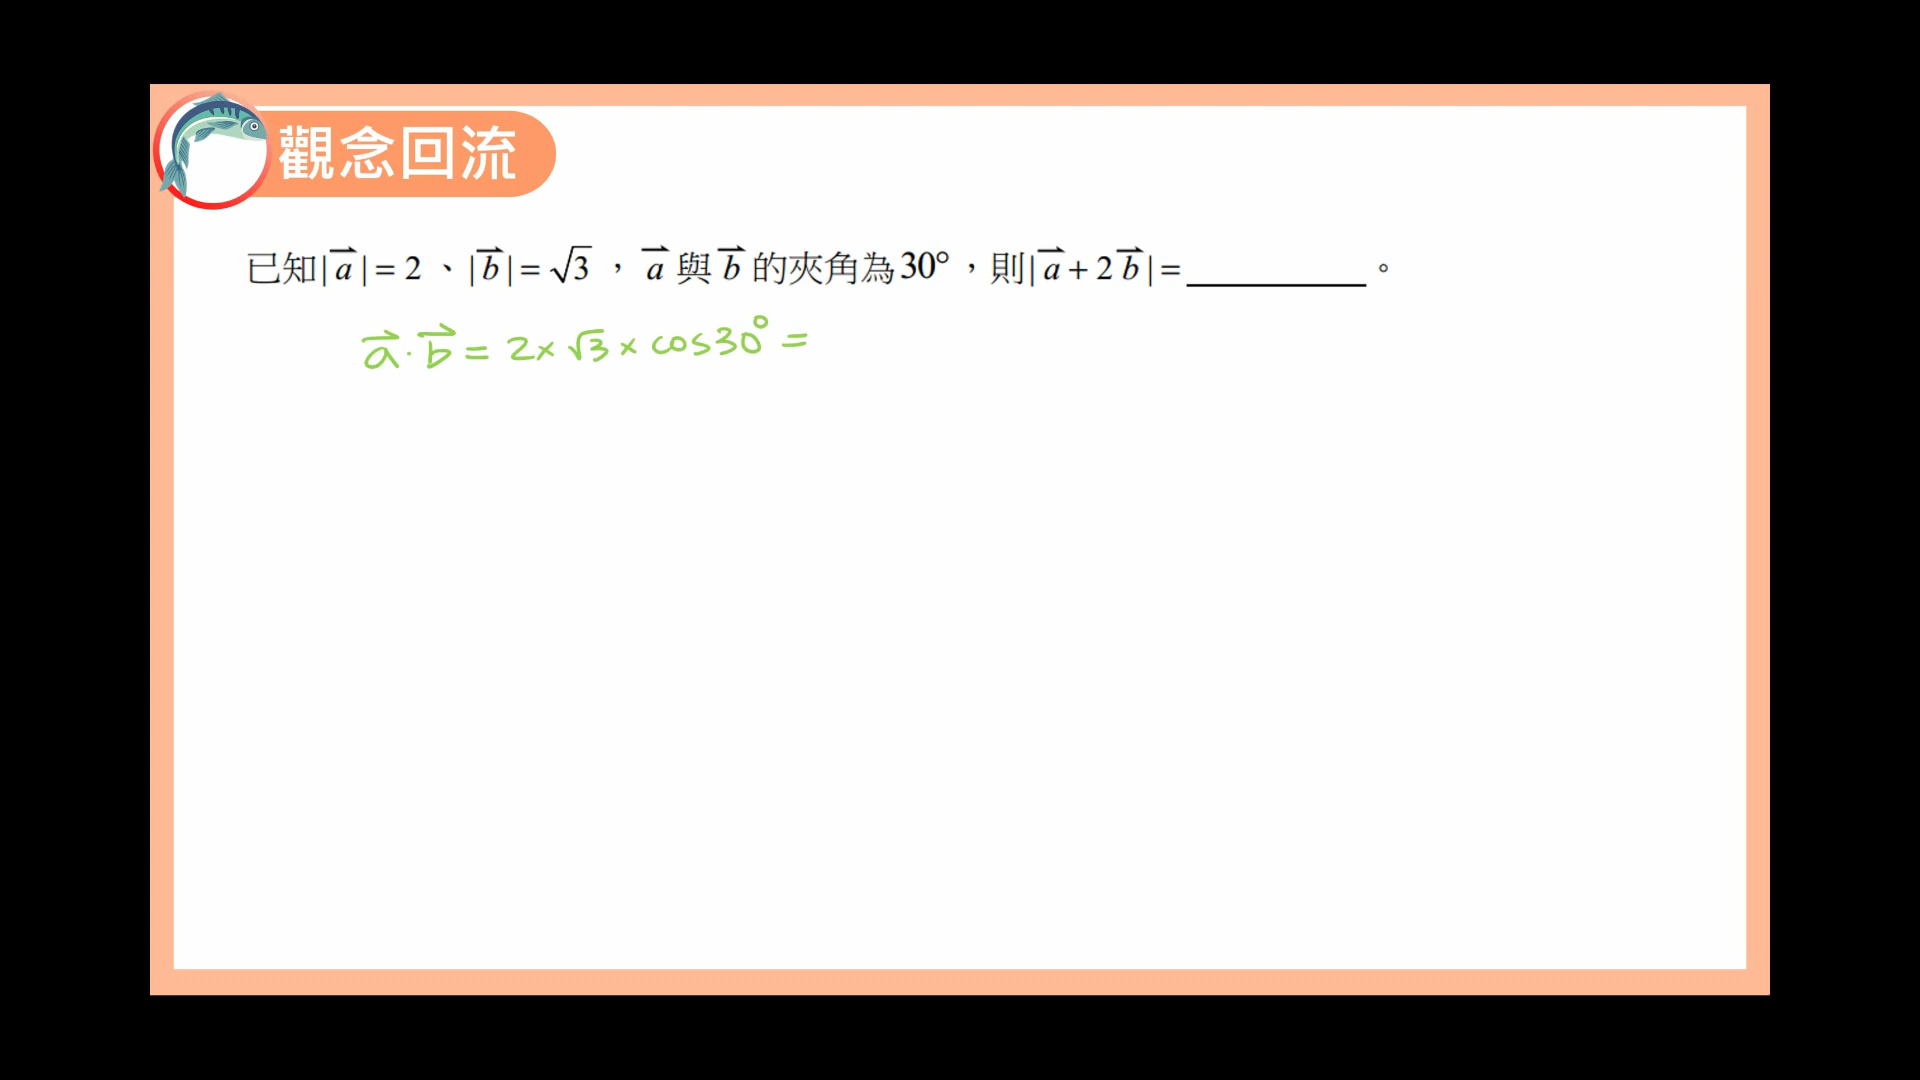 觀念回流
已知|a⃗|=2、|b⃗|=√3，a⃗與b⃗的夾角為30°，則|a⃗+2b⃗|=__________。
a⃗·b⃗=2×√3×cos30°=